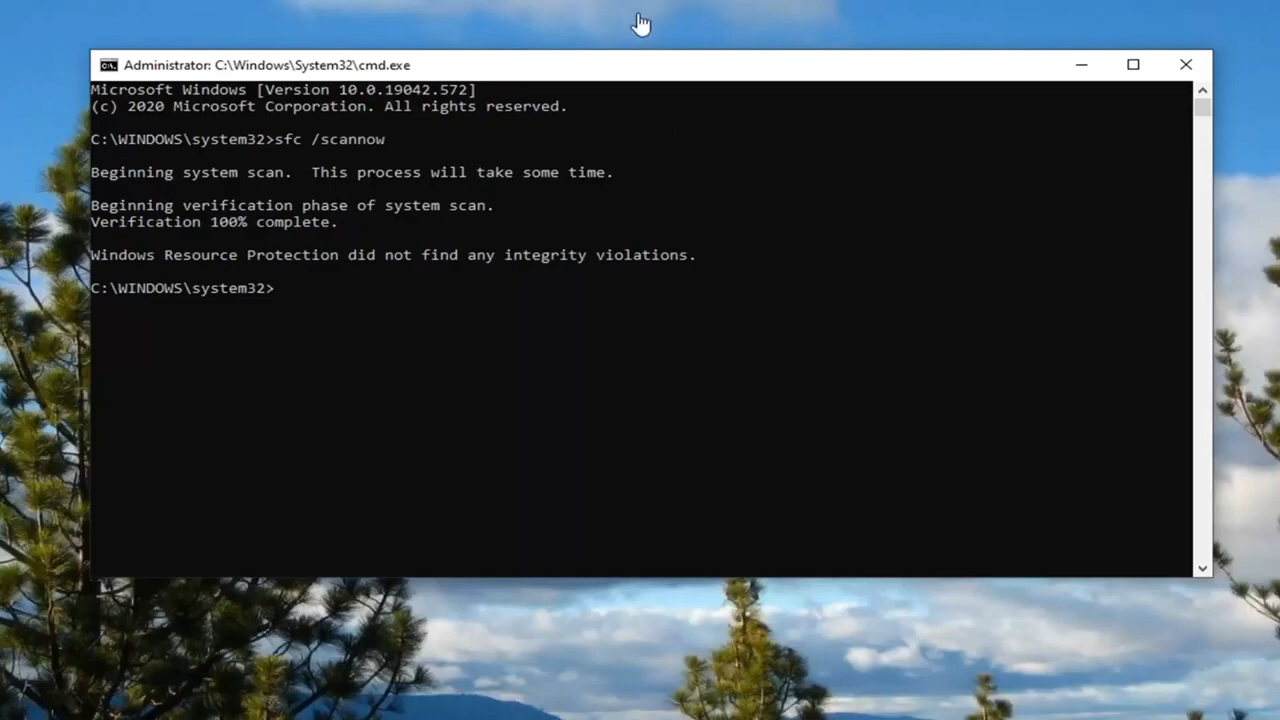 Administrator: C:\Windows\System32\cmd.exe
Microsoft Windows [Version 10.0.19042.572]
(c) 2020 Microsoft Corporation. All rights reserved.
C:\WINDOWS\system32>sfc /scannow
Beginning system scan.  This process will take some time.
Beginning verification phase of system scan.
Verification 100% complete.
Windows Resource Protection did not find any integrity violations.
C:\WINDOWS\system32>